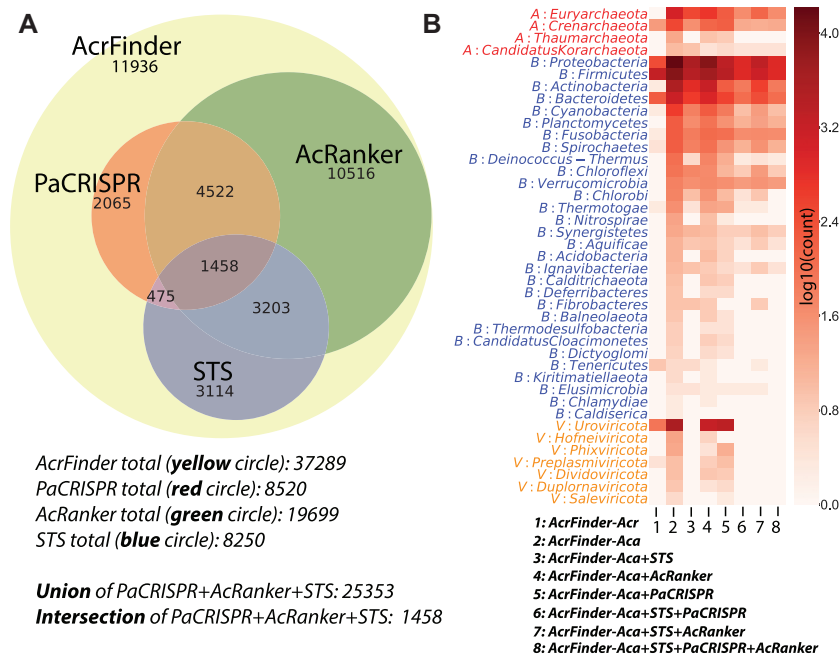 A
AcrFinder
11936
AcRanker
10516
PaCRISPR
2065
4522
1458
475
3203
STS
3114
AcrFinder total (yellow circle): 37289
PaCRISPR total (red circle): 8520
AcRanker total (green circle): 19699
STS total (blue circle): 8250
Union of PaCRISPR+AcRanker+STS: 25353
Intersection of PaCRISPR+AcRanker+STS: 1458
B
A : Euryarchaeota
A : Crenarchaeota
A : Thaumarchaeota
A : CandidatusKorarchaeota
B : Proteobacteria
B : Firmicutes
B : Actinobacteria
B : Bacteroidetes
B : Cyanobacteria
B : Planctomycetes
B : Fusobacteria
B : Spirochaetes
B : Deinococcus − Thermus
B : Chloroflexi
B : Verrucomicrobia
B : Chlorobi
B : Thermotogae
B : Nitrospirae
B : Synergistetes
B : Aquificae
B : Acidobacteria
B : Ignavibacteriae
B : Calditrichaeota
B : Deferribacteres
B : Fibrobacteres
B : Balneolaeota
B : Thermodesulfobacteria
B : CandidatusCloacimonetes
B : Dictyoglomi
B : Tenericutes
B : Kiritimatiellaeota
B : Elusimicrobia
B : Chlamydiae
B : Caldiserica
V : Uroviricota
V : Hofneiviricota
V : Phixviricota
V : Preplasmiviricota
V : Dividoviricota
V : Duplornaviricota
V : Saleviricota
1 2 3 4 5 6 7 8
4.0
3.2
2.4
1.6
0.8
0.0
log10(count)
1: AcrFinder-Acr
2: AcrFinder-Aca
3: AcrFinder-Aca+STS
4: AcrFinder-Aca+AcRanker
5: AcrFinder-Aca+PaCRISPR
6: AcrFinder-Aca+STS+PaCRISPR
7: AcrFinder-Aca+STS+AcRanker
8: AcrFinder-Aca+STS+PaCRISPR+AcRanker